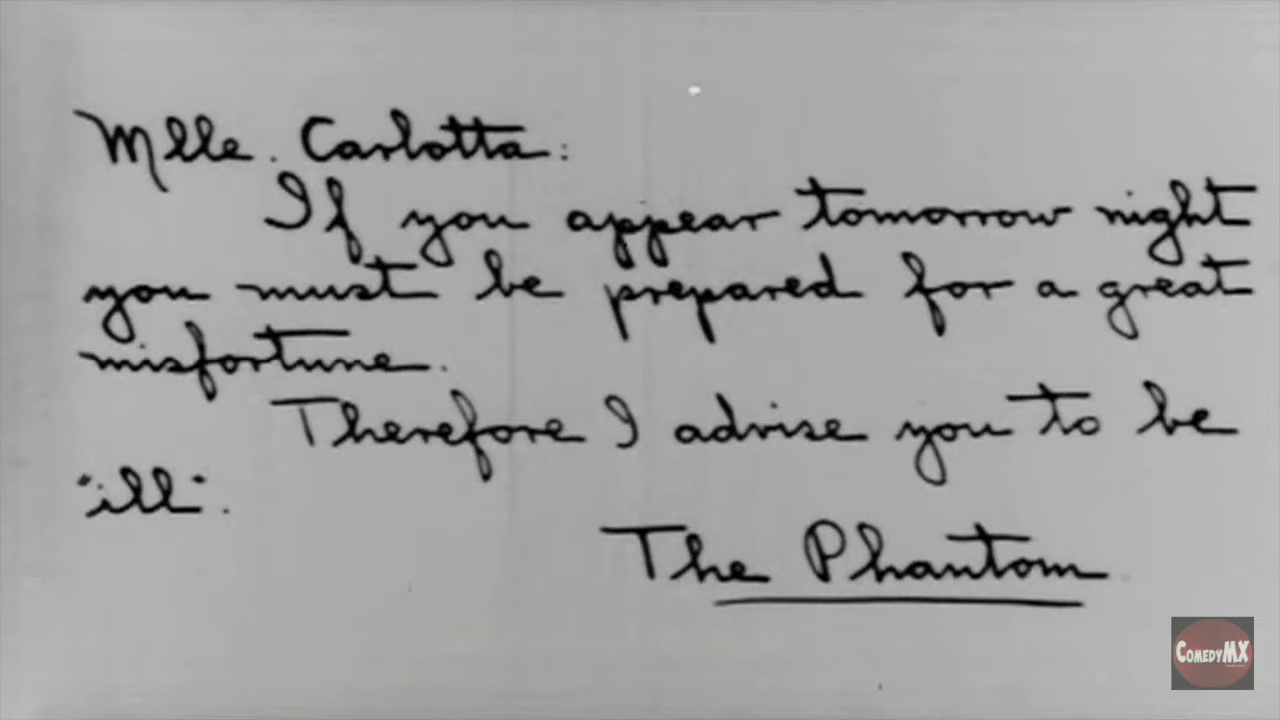 Mlle. Carlotta:
If you appear tomorrow night
you must be prepared for a great
misfortune.
Therefore I advise you to be
"ill".
The Phantom
COMEDYMX